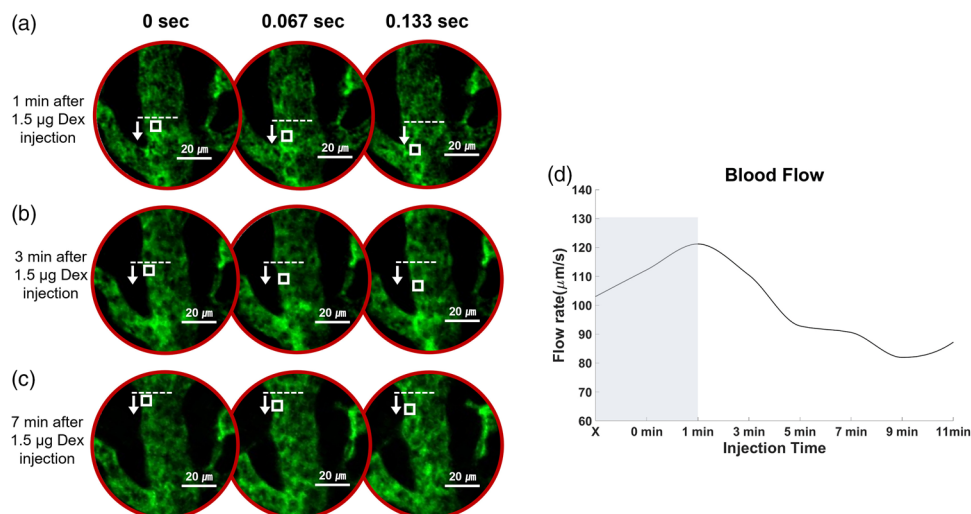 (a)
0 sec 0.067 sec 0.133 sec
1 min after
1.5 μg Dex
injection
20 ㎛ 20 ㎛ 20 ㎛
(b)
3 min after
1.5 μg Dex
injection
20 ㎛ 20 ㎛ 20 ㎛
(c)
7 min after
1.5 μg Dex
injection
20 ㎛ 20 ㎛ 20 ㎛
(d)
Blood Flow
Flow rate(μm/s)
140
130
120
110
100
90
80
70
60
X 0 min 1 min 3 min 5 min 7 min 9 min 11min
Injection Time